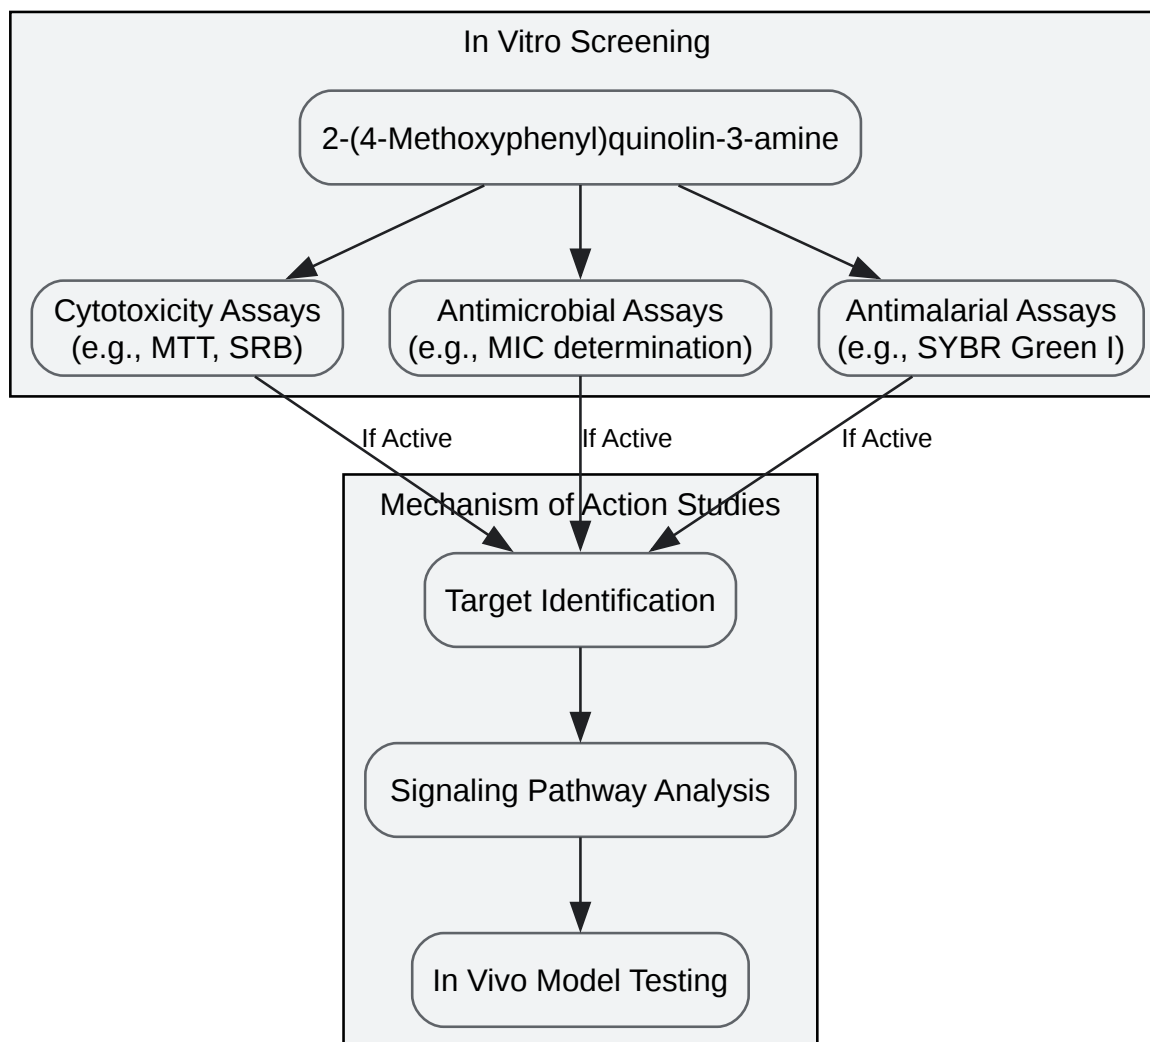 In Vitro Screening
2-(4-Methoxyphenyl)quinolin-3-amine
Cytotoxicity Assays
(e.g., MTT, SRB)
Antimicrobial Assays
(e.g., MIC determination)
Antimalarial Assays
(e.g., SYBR Green I)
If Active
If Active
If Active
Mechanism of Action Studies
Target Identification
Signaling Pathway Analysis
In Vivo Model Testing